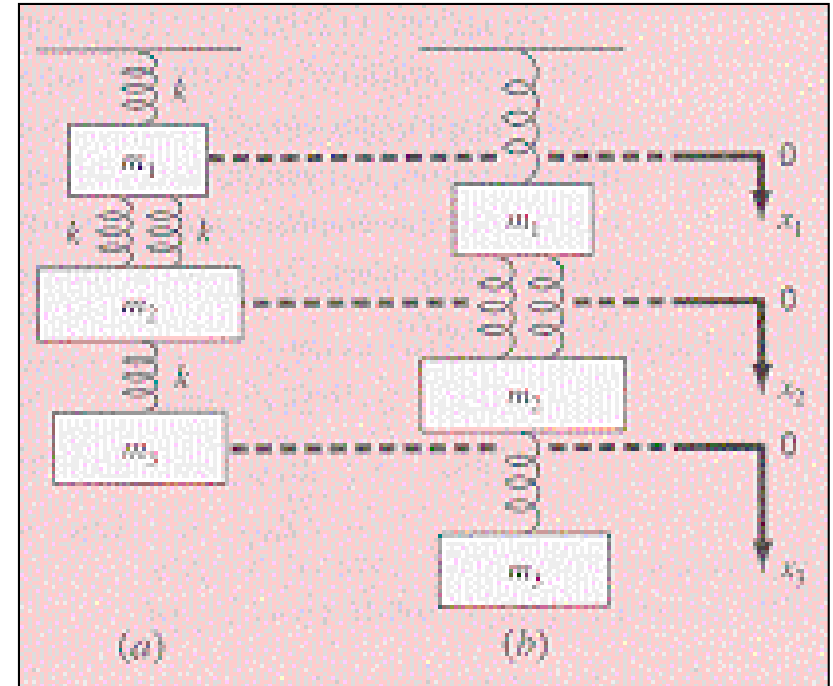 k
m₁ 0
m₁ x₁
k k
m₂ 0
m₂ x₂
k
m₃ 0
m₃ x₃
(a) (b)